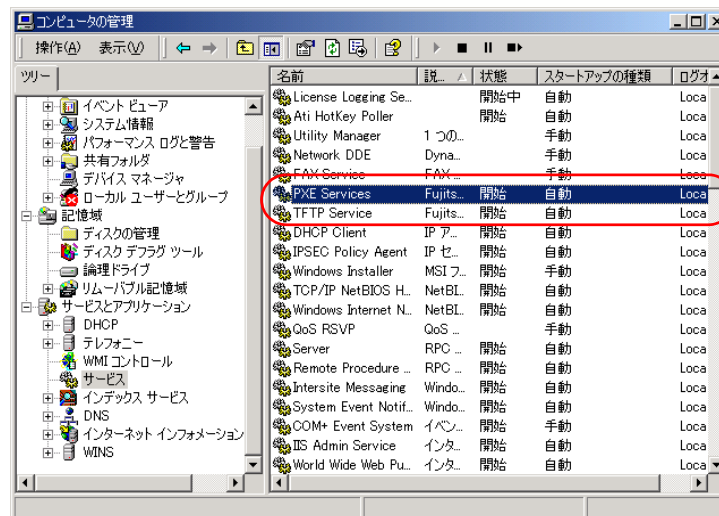 コンピュータの管理
操作(A) 表示(V)
ツリー
イベント ビューア
システム情報
パフォーマンス ログと警告
共有フォルダ
デバイス マネージャ
ローカル ユーザーとグループ
記憶域
ディスクの管理
ディスク デフラグ ツール
論理ドライブ
リムーバブル記憶域
サービスとアプリケーション
DHCP
テレフォニー
WMI コントロール
サービス
インデックス サービス
DNS
インターネット インフォメーション
WINS
名前 説... 状態 スタートアップの種類 ログオ
License Logging Se... 開始中 自動 Loca
Ati HotKey Poller 開始 自動 Loca
Utility Manager 1 つの... 手動 Loca
Network DDE Dyna... 手動 Loca
FAX Service FAX ... 手動 Loca
PXE Services Fujits... 開始 自動 Loca
TFTP Service Fujits... 開始 自動 Loca
DHCP Client IP ア... 開始 自動 Loca
IPSEC Policy Agent IP セ... 開始 自動 Loca
Windows Installer MSI フ... 開始 手動 Loca
TCP/IP NetBIOS H... NetBI... 開始 自動 Loca
Windows Internet N... NetBI... 開始 自動 Loca
QoS RSVP QoS ... 手動 Loca
Server RPC ... 開始 自動 Loca
Remote Procedure ... RPC ... 開始 自動 Loca
Intersite Messaging Windo... 開始 自動 Loca
System Event Notif... Windo... 開始 自動 Loca
COM+ Event System イベン... 開始 手動 Loca
IIS Admin Service インタ... 開始 自動 Loca
World Wide Web Pu... インタ... 開始 自動 Loca